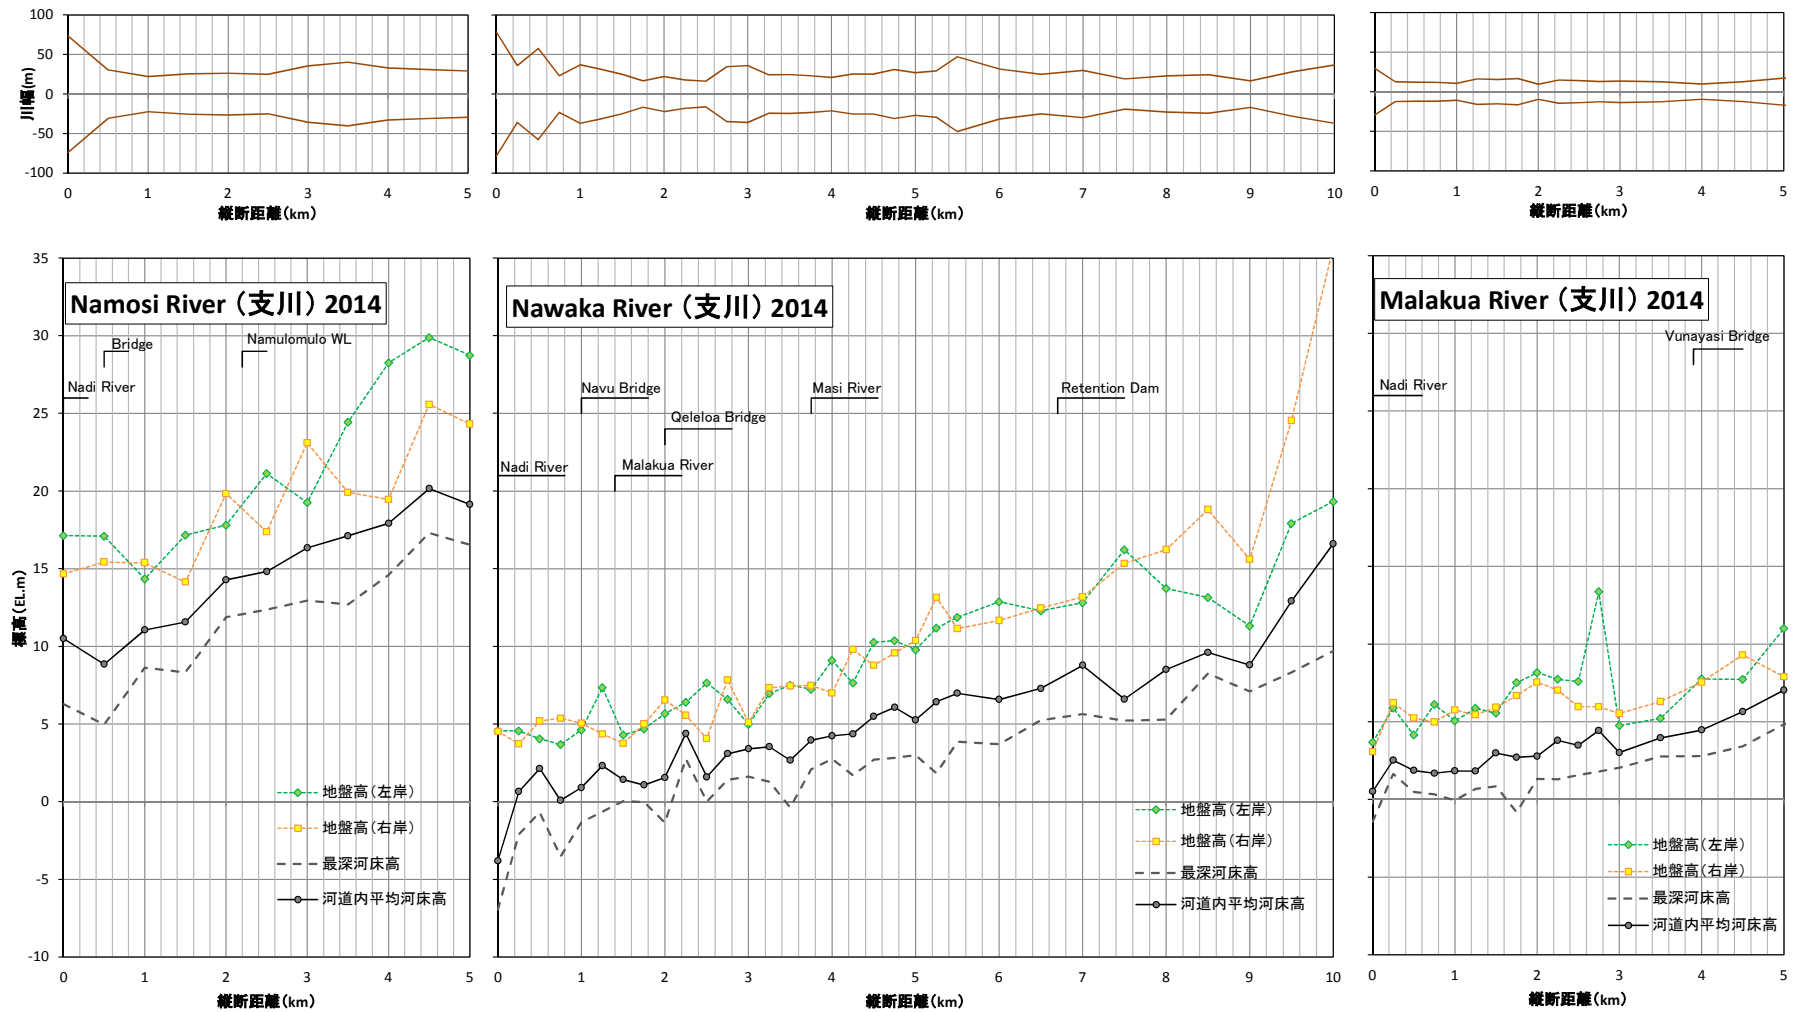 100
50
0
-50
-100
川幅(m)
0 1 2 3 4 5
縦断距離(km)
0 1 2 3 4 5 6 7 8 9 10
縦断距離(km)
0 1 2 3 4 5
縦断距離(km)
35
30
25
20
15
10
5
0
-5
-10
標高(EL.m)
Namosi River (支川) 2014
Bridge
Namulomulo WL
Nadi River
地盤高(左岸)
地盤高(右岸)
最深河床高
河道内平均河床高
0 1 2 3 4 5
縦断距離(km)
Nawaka River (支川) 2014
Navu Bridge
Masi River
Retention Dam
Qeleloa Bridge
Nadi River
Malakua River
地盤高(左岸)
地盤高(右岸)
最深河床高
河道内平均河床高
0 1 2 3 4 5 6 7 8 9 10
縦断距離(km)
Malakua River (支川) 2014
Vunayasi Bridge
Nadi River
地盤高(左岸)
地盤高(右岸)
最深河床高
河道内平均河床高
0 1 2 3 4 5
縦断距離(km)